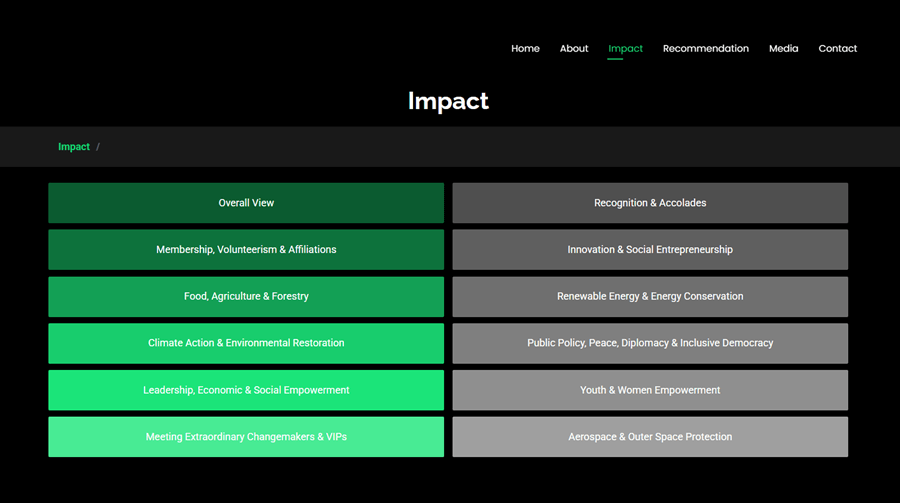 Home About Impact Recommendation Media Contact
Impact
Impact /
Overall View
Recognition & Accolades
Membership, Volunteerism & Affiliations
Innovation & Social Entrepreneurship
Food, Agriculture & Forestry
Renewable Energy & Energy Conservation
Climate Action & Environmental Restoration
Public Policy, Peace, Diplomacy & Inclusive Democracy
Leadership, Economic & Social Empowerment
Youth & Women Empowerment
Meeting Extraordinary Changemakers & VIPs
Aerospace & Outer Space Protection